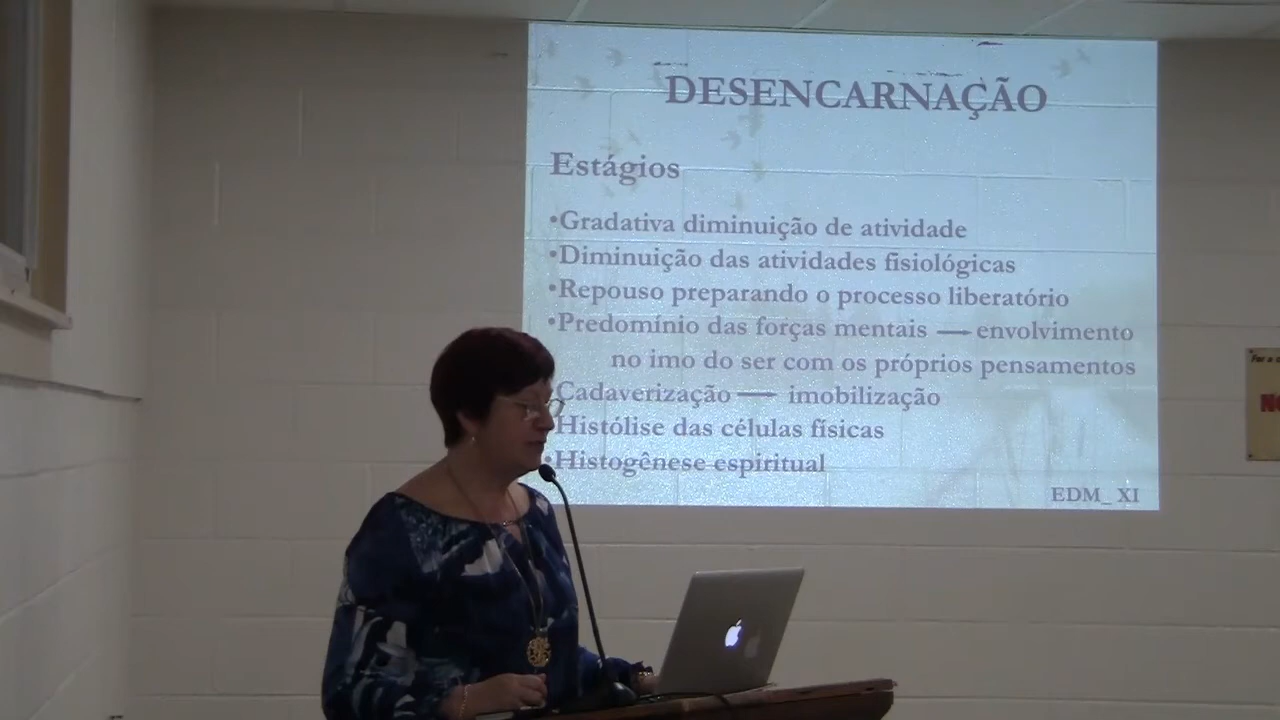 DESENCARNAÇÃO
Estágios
•Gradativa diminuição de atividade
•Diminuição das atividades fisiológicas
•Repouso preparando o processo liberatório
•Predomínio das forças mentais — envolvimento
no imo do ser com os próprios pensamentos
Cadaverização — imobilização
Histólise das células físicas
•Histogênese espiritual
EDM_ XI